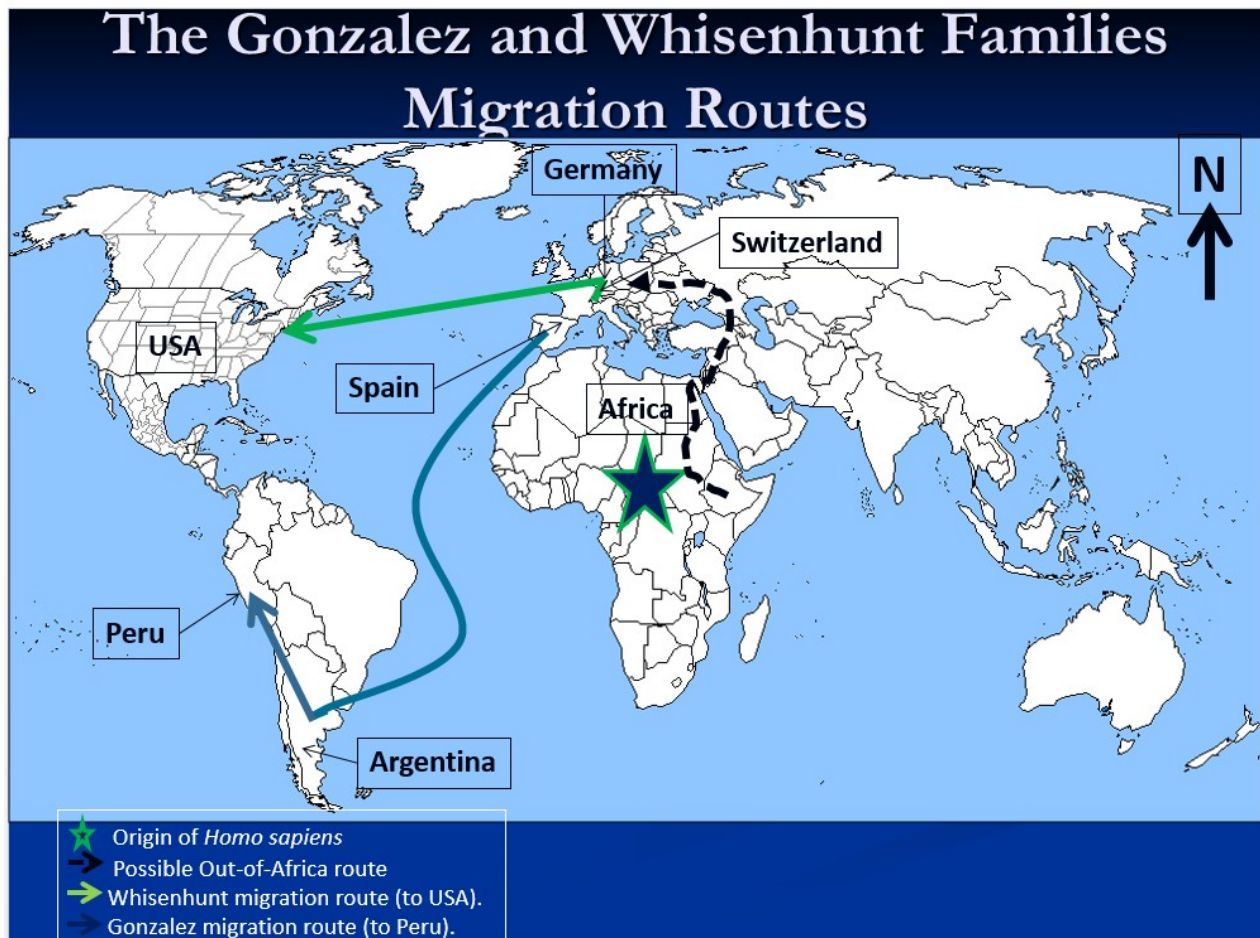 The Gonzalez and Whisenhunt Families
Migration Routes
Germany
N
Switzerland
USA
Spain
Africa
Peru
Argentina
Origin of Homo sapiens
Possible Out-of-Africa route
Whisenhunt migration route (to USA).
Gonzalez migration route (to Peru).